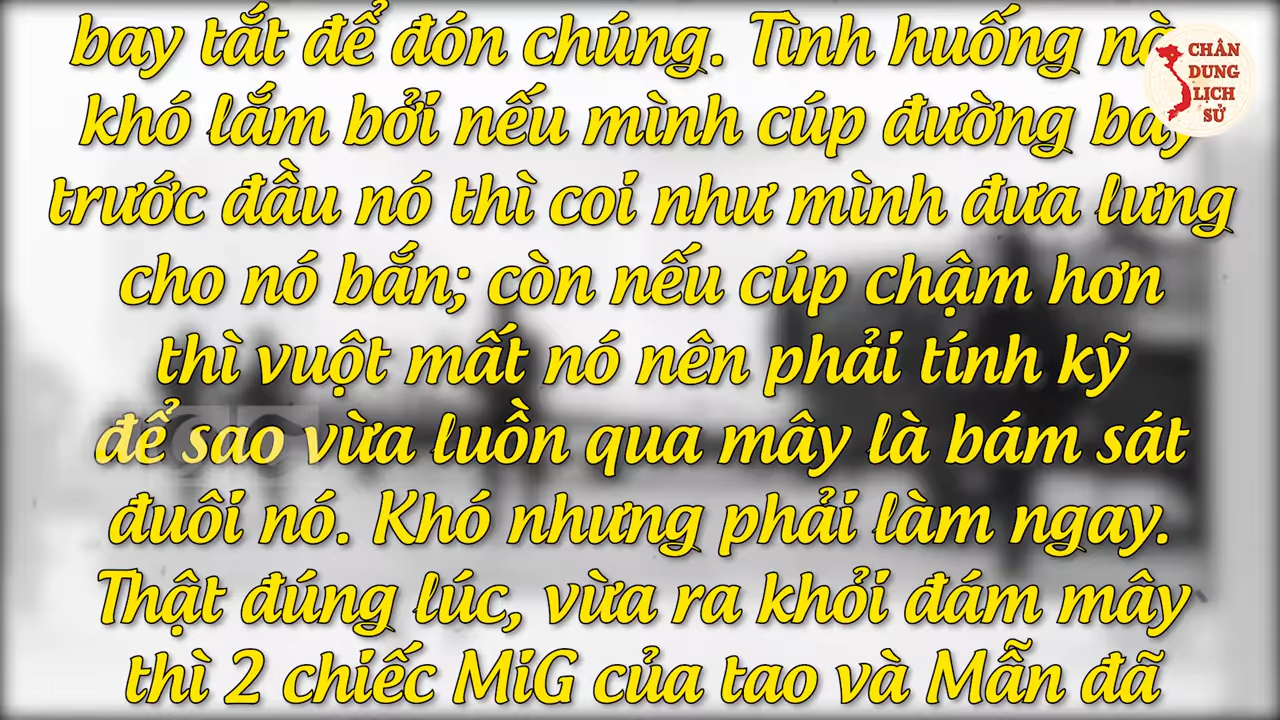 bay tắt để đón chúng. Tình huống
khó lắm bởi nếu mình cúp đường bay
trước đầu nó thì coi như mình đưa lưng
cho nó bắn; còn nếu cúp chậm hơn
thì vuột mất nó nên phải tính kỹ
để sao vừa luồn qua mây là bám sát
đuôi nó. Khó nhưng phải làm ngay.
Thật đúng lúc, vừa ra khỏi đám mây
thì 2 chiếc MiG của tao và Mẫn đã
CHÂN
DUNG
LỊCH
SỬ